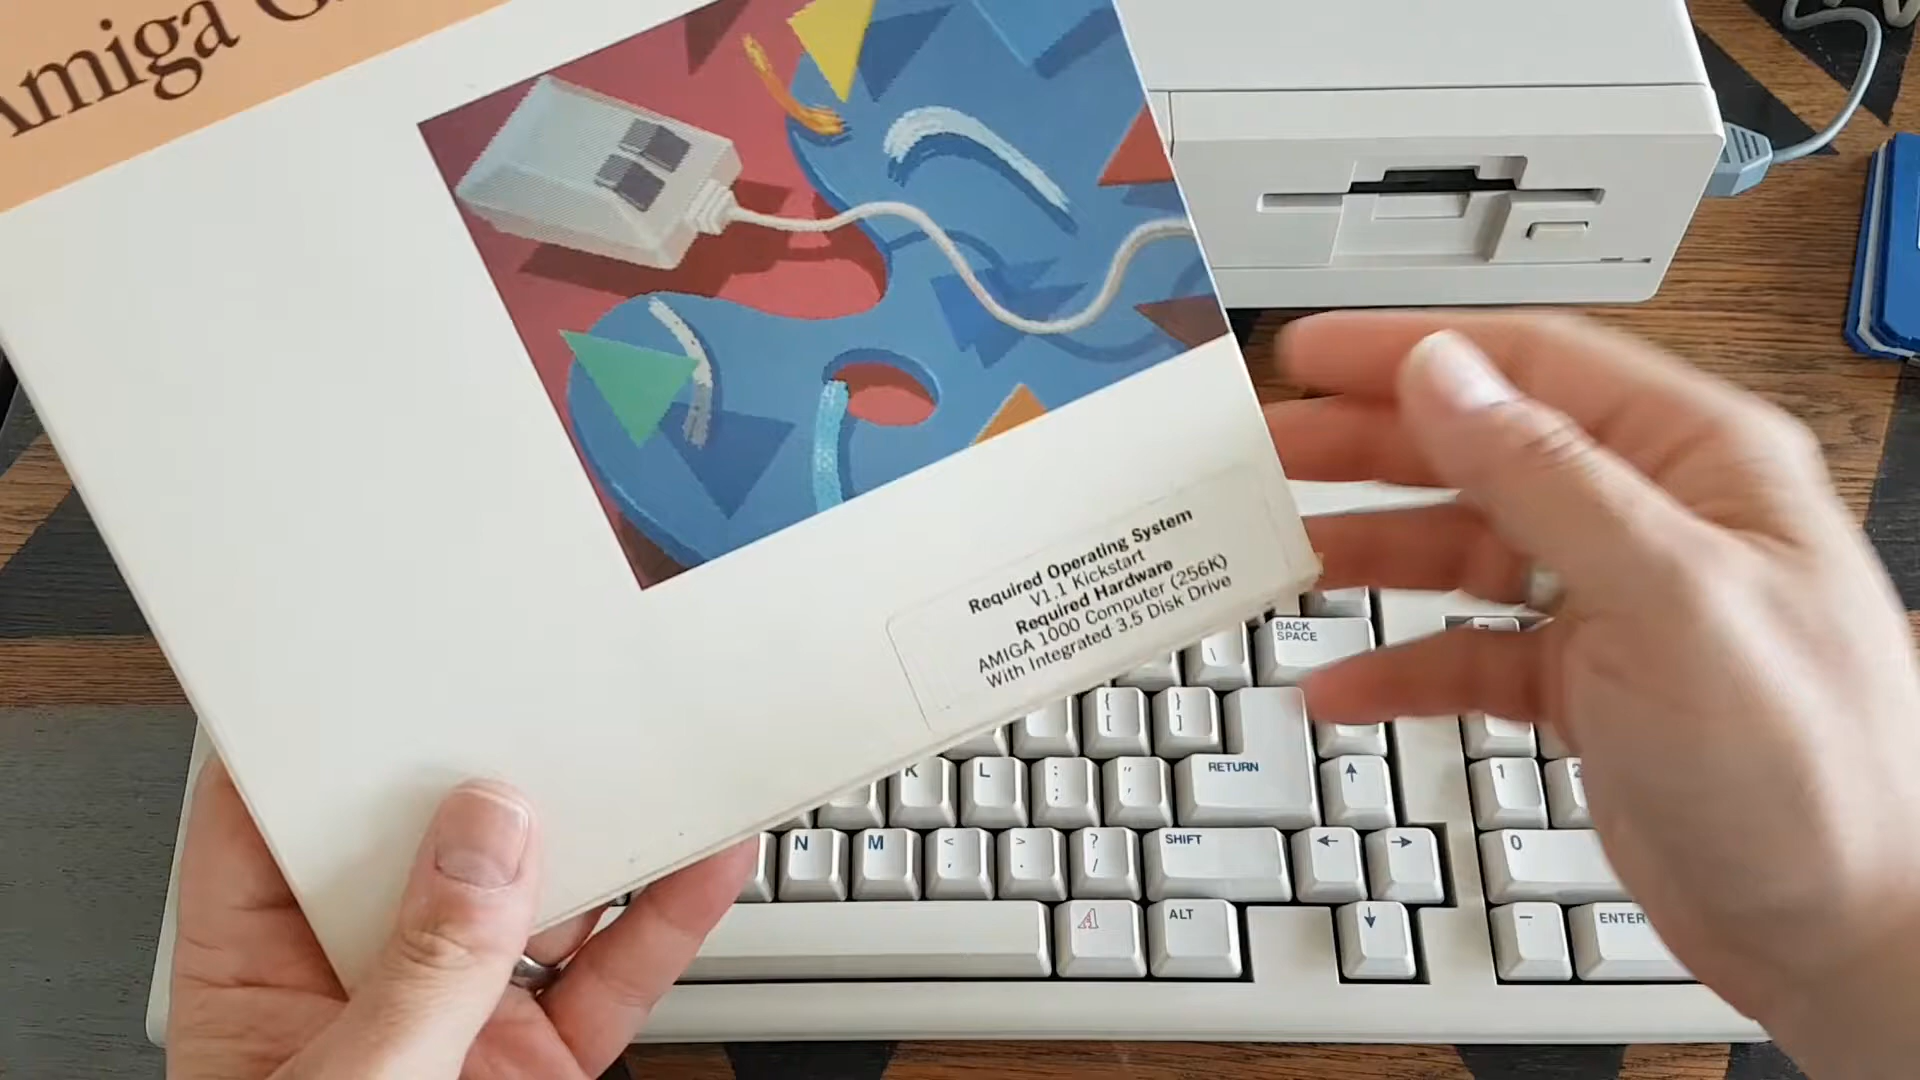 Amiga
Required Operating System
V1.1 Kickstart
Required Hardware
AMIGA 1000 Computer (256K)
With Integrated 3.5 Disk Drive
BACK
SPACE
\
{
[
}
]
RETURN
K
L
:
;
"
,
↑
1
2
N
M
<
,
>
.
?
/
SHIFT
←
→
0
A
ALT
↓
-
ENTER